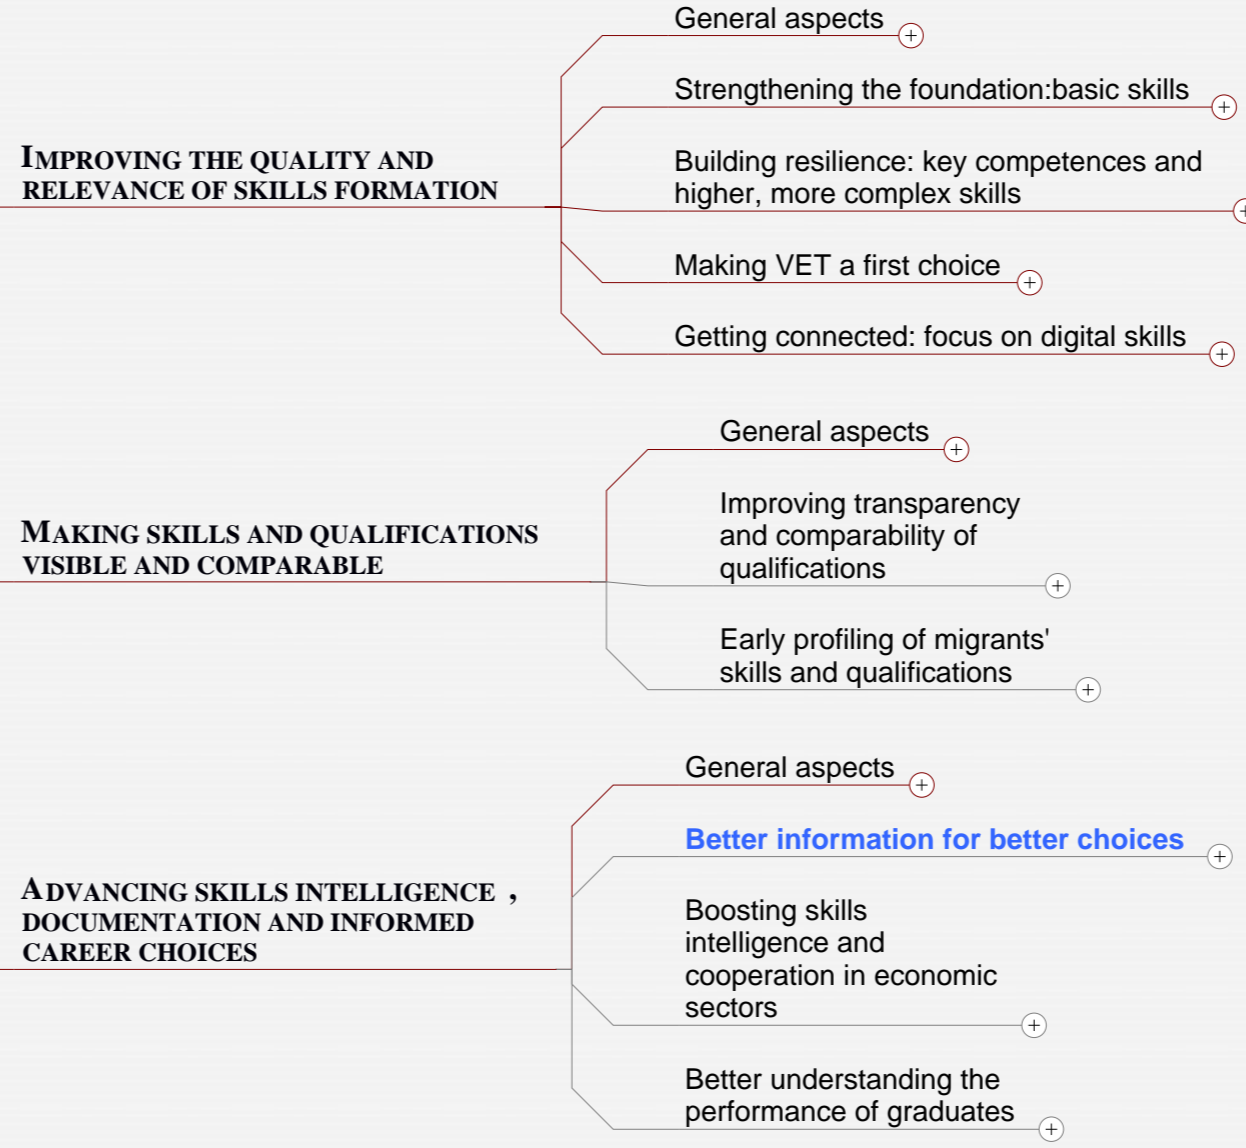 General aspects
Strengthening the foundation:basic skills
IMPROVING THE QUALITY AND
RELEVANCE OF SKILLS FORMATION
Building resilience: key competences and
higher, more complex skills
Making VET a first choice
Getting connected: focus on digital skills
General aspects
Improving transparency
and comparability of
qualifications
MAKING SKILLS AND QUALIFICATIONS
VISIBLE AND COMPARABLE
Early profiling of migrants'
skills and qualifications
General aspects
Better information for better choices
ADVANCING SKILLS INTELLIGENCE ,
DOCUMENTATION AND INFORMED
CAREER CHOICES
Boosting skills
intelligence and
cooperation in economic
sectors
Better understanding the
performance of graduates